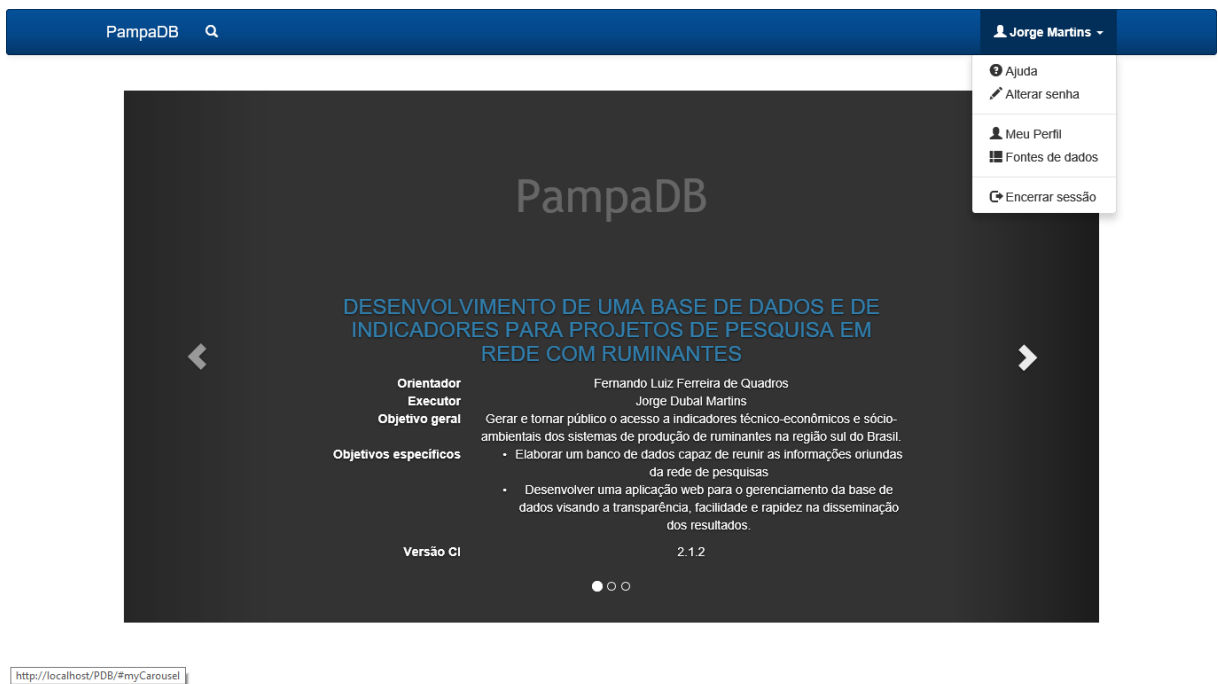 PampaDB
Jorge Martins
Ajuda
Alterar senha
Meu Perfil
Fontes de dados
Encerrar sessão
PampaDB
DESENVOLVIMENTO DE UMA BASE DE DADOS E DE
INDICADORES PARA PROJETOS DE PESQUISA EM
REDE COM RUMINANTES
Orientador Fernando Luiz Ferreira de Quadros
Executor Jorge Dubal Martins
Objetivo geral Gerar e tornar público o acesso a indicadores técnico-econômicos e sócio-
ambientais dos sistemas de produção de ruminantes na região sul do Brasil.
Objetivos específicos • Elaborar um banco de dados capaz de reunir as informações oriundas
da rede de pesquisas
• Desenvolver uma aplicação web para o gerenciamento da base de
dados visando a transparência, facilidade e rapidez na disseminação
dos resultados.
Versão CI 2.1.2
http://localhost/PDB/#myCarousel